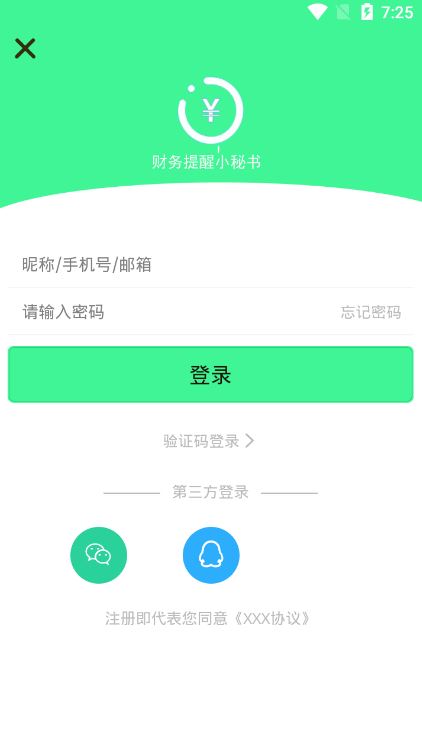 7:25
¥
财务提醒小秘书
昵称/手机号/邮箱
请输入密码 忘记密码
登录
验证码登录
第三方登录
注册即代表您同意《XXX协议》